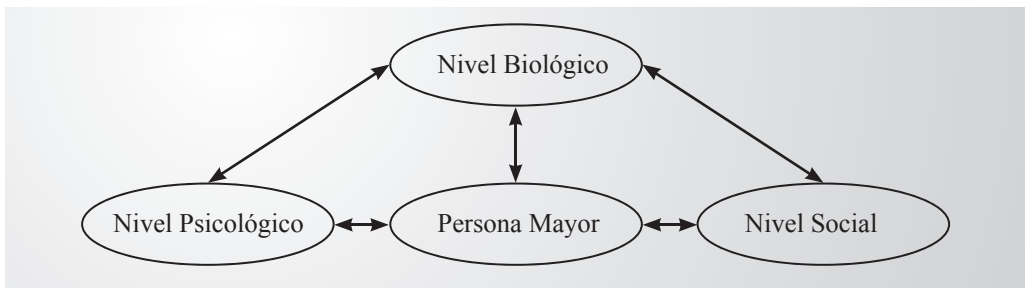 Nivel Biológico
Nivel Psicológico
Persona Mayor
Nivel Social